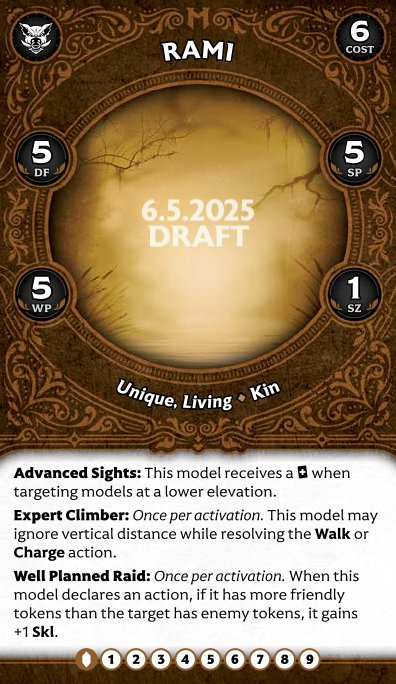 M
RAMI
6
COST
5
DF
5
SP
6.5.2025
DRAFT
5
WP
1
SZ
Unique, Living ◆ Kin
Advanced Sights: This model receives a + when
targeting models at a lower elevation.
Expert Climber: Once per activation. This model may
ignore vertical distance while resolving the Walk or
Charge action.
Well Planned Raid: Once per activation. When this
model declares an action, if it has more friendly
tokens than the target has enemy tokens, it gains
+1 Skl.
1 2 3 4 5 6 7 8 9